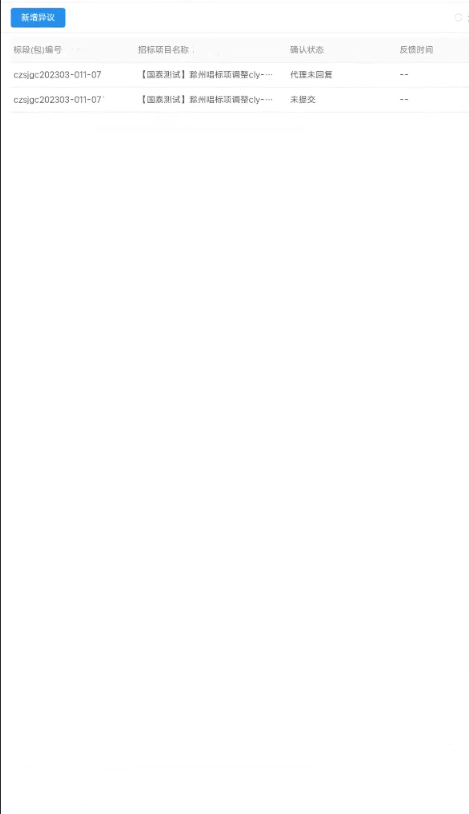 新增异议
标段(包)编号 招标项目名称 确认状态 反馈时间
czsjgc202303-011-07 【国泰测试】滁州唱标项调整cly-... 代理未回复 --
czsjgc202303-011-07 【国泰测试】滁州唱标项调整cly-... 未提交 --